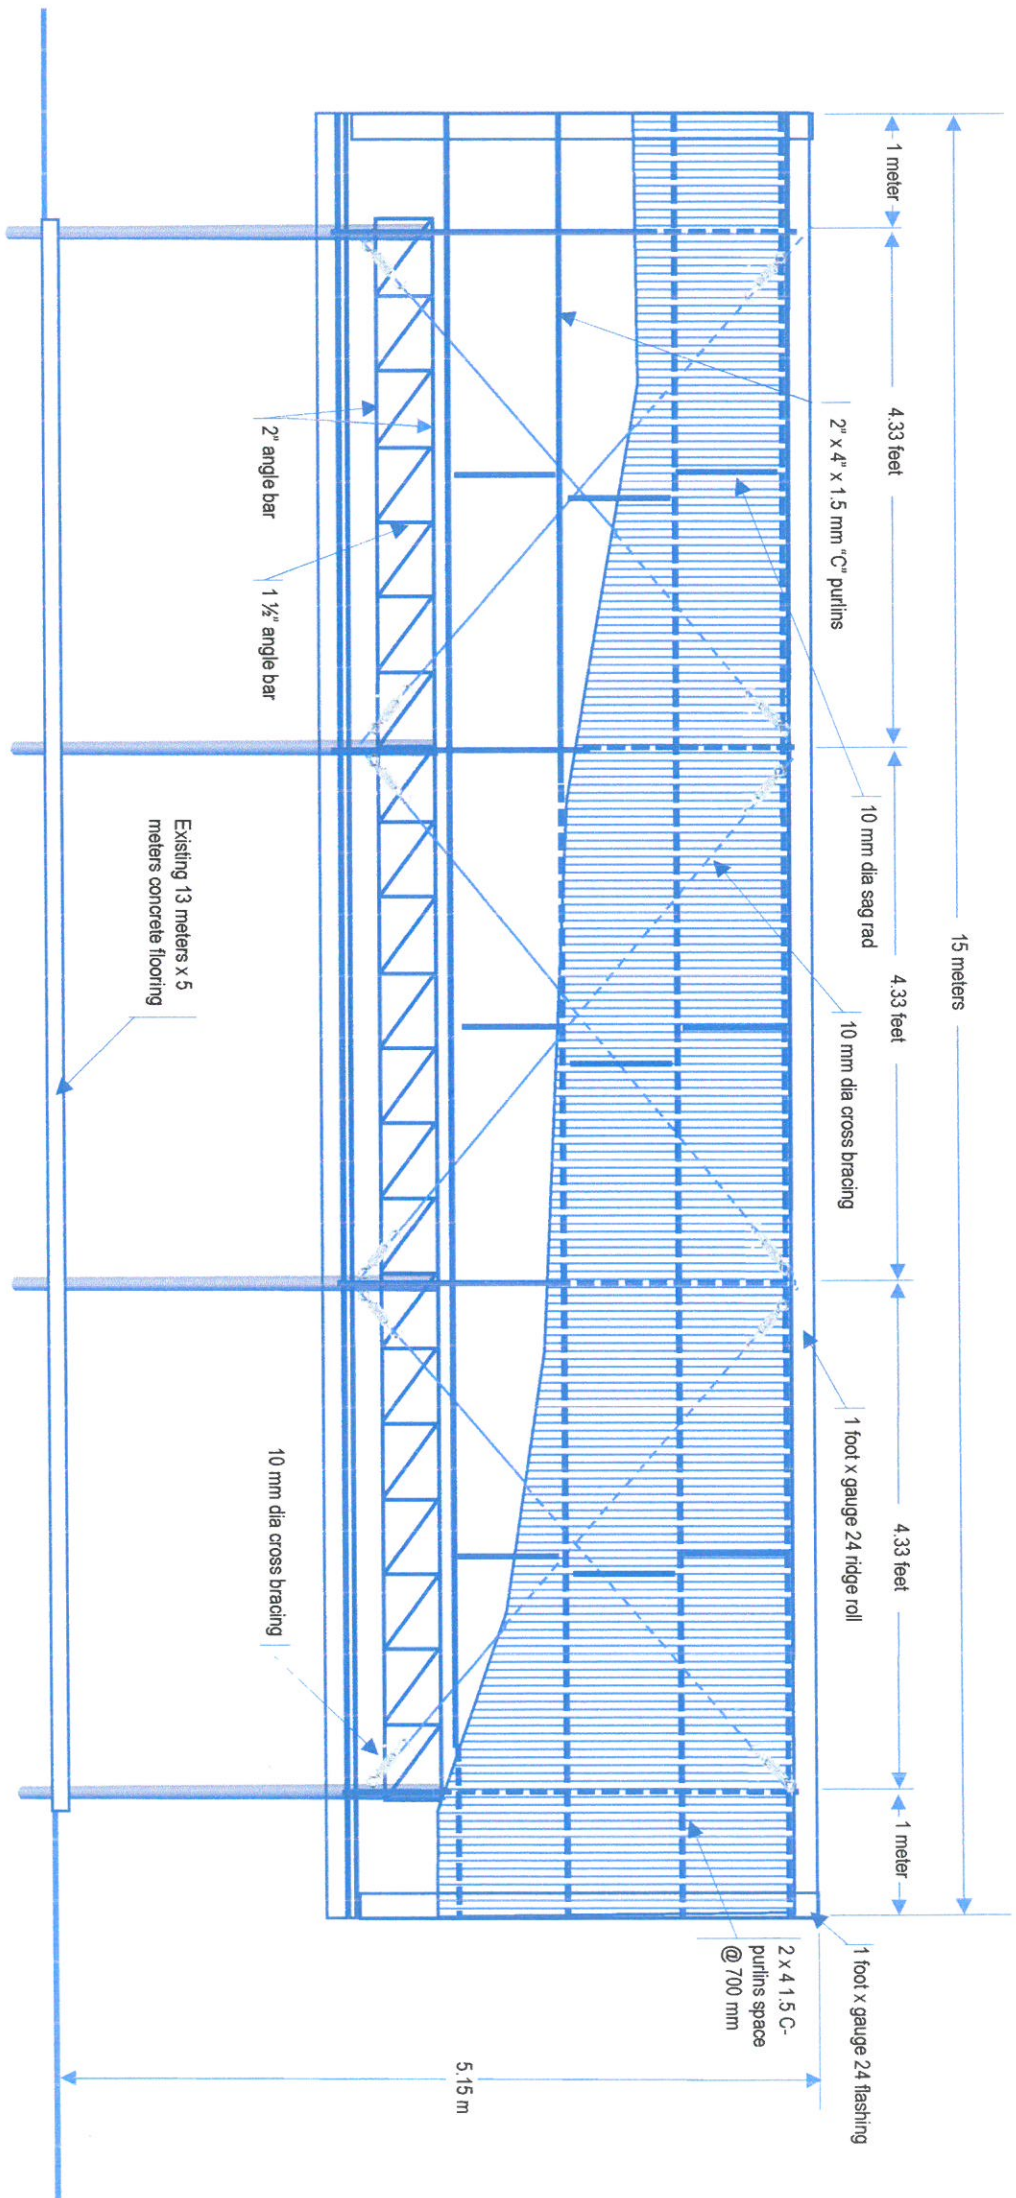 15 meters
1 meter
4.33 feet
4.33 feet
4.33 feet
1 meter
2" x 4" x 1.5 mm "C" purlins
10 mm dia sag rad
10 mm dia cross bracing
1 foot x gauge 24 ridge roll
1 foot x gauge 24 flashing
2 x 4 1.5 C-
purlins space
@ 700 mm
5.15 m
2" angle bar
1 ½" angle bar
10 mm dia cross bracing
Existing 13 meters x 5
meters concrete flooring